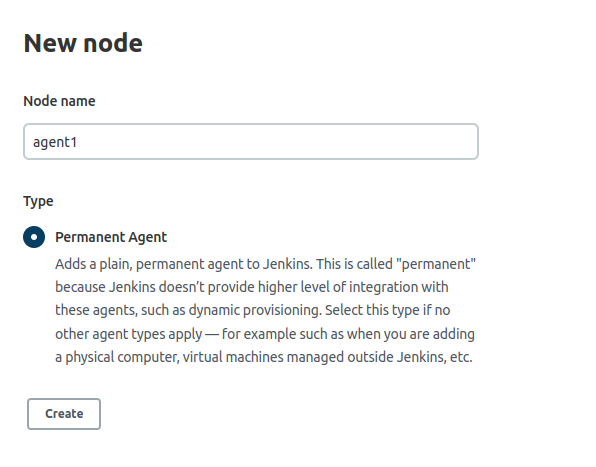 New node
Node name
agent1
Type
Permanent Agent
Adds a plain, permanent agent to Jenkins. This is called "permanent"
because Jenkins doesn’t provide higher level of integration with
these agents, such as dynamic provisioning. Select this type if no
other agent types apply — for example such as when you are adding
a physical computer, virtual machines managed outside Jenkins, etc.
Create